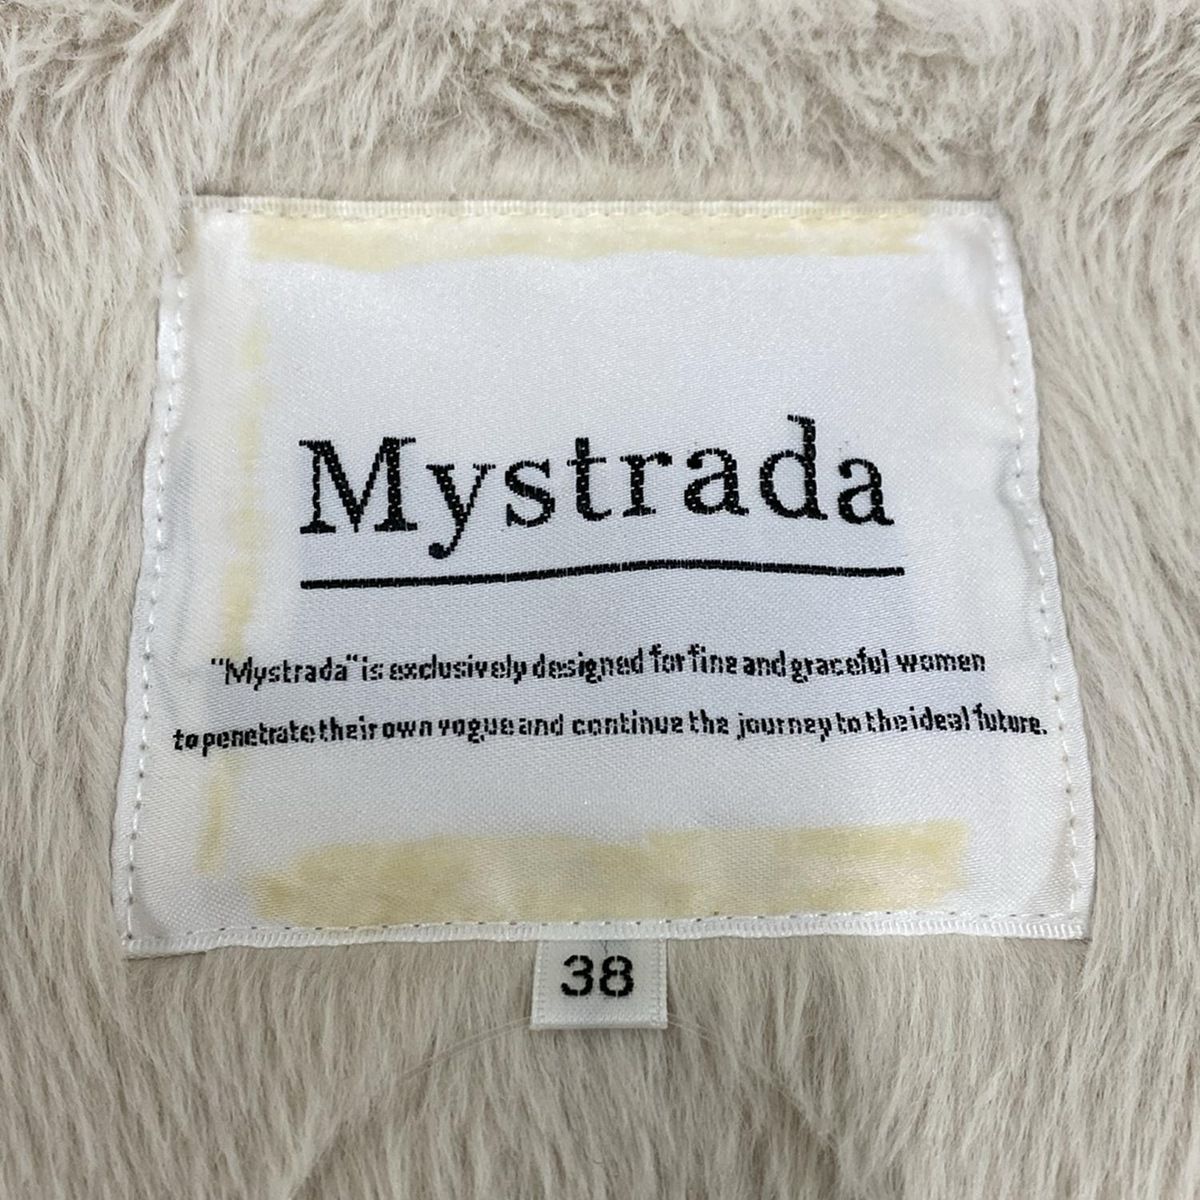 Mystrada
"Mystrada" is exclusively designed for fine and graceful women
to penetrate their own vogue and continue the journey to the ideal future.
38